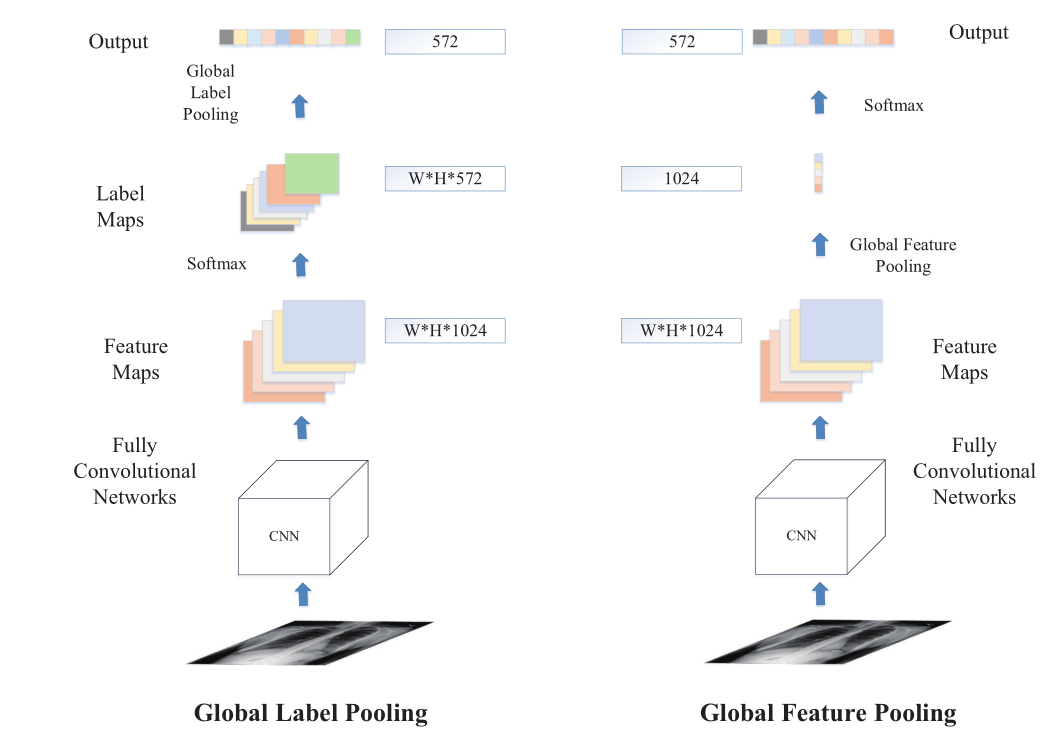 Output
572
Global
Label
Pooling
Label
Maps
W*H*572
Softmax
Feature
Maps
W*H*1024
Fully
Convolutional
Networks
CNN
Global Label Pooling
572
Output
Softmax
1024
Global Feature
Pooling
W*H*1024
Feature
Maps
Fully
Convolutional
Networks
CNN
Global Feature Pooling